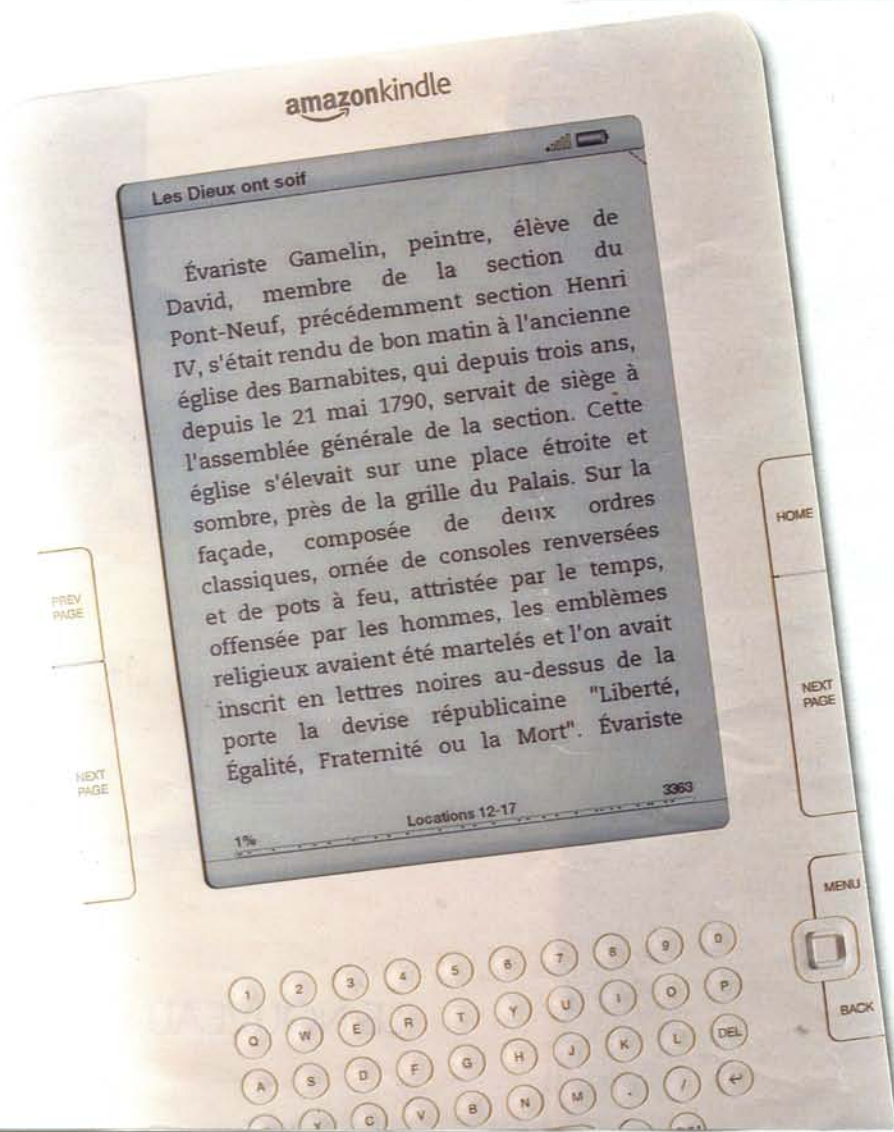 amazonkindle
Les Dieux ont soif
Évariste Gamelin, peintre, élève de
David, membre de la section du
Pont-Neuf, précédemment section Henri
IV, s'était rendu de bon matin à l'ancienne
église des Barnabites, qui depuis trois ans,
depuis le 21 mai 1790, servait de siège à
l'assemblée générale de la section. Cette
église s'élevait sur une place étroite et
sombre, près de la grille du Palais. Sur la
façade, composée de deux ordres
classiques, ornée de consoles renversées
et de pots à feu, attristée par le temps,
offensée par les hommes, les emblèmes
religieux avaient été martelés et l'on avait
inscrit en lettres noires au-dessus de la
porte la devise républicaine "Liberté,
Égalité, Fraternité ou la Mort". Évariste
1% Locations 12-17 3363
PREV
PAGE
NEXT
PAGE
HOME
NEXT
PAGE
MENU
BACK
1 2 3 4 5 6 7 8 9 0
Q W E R T Y U I O P
A S D F G H J K L DEL
X C V B N M . / ↵